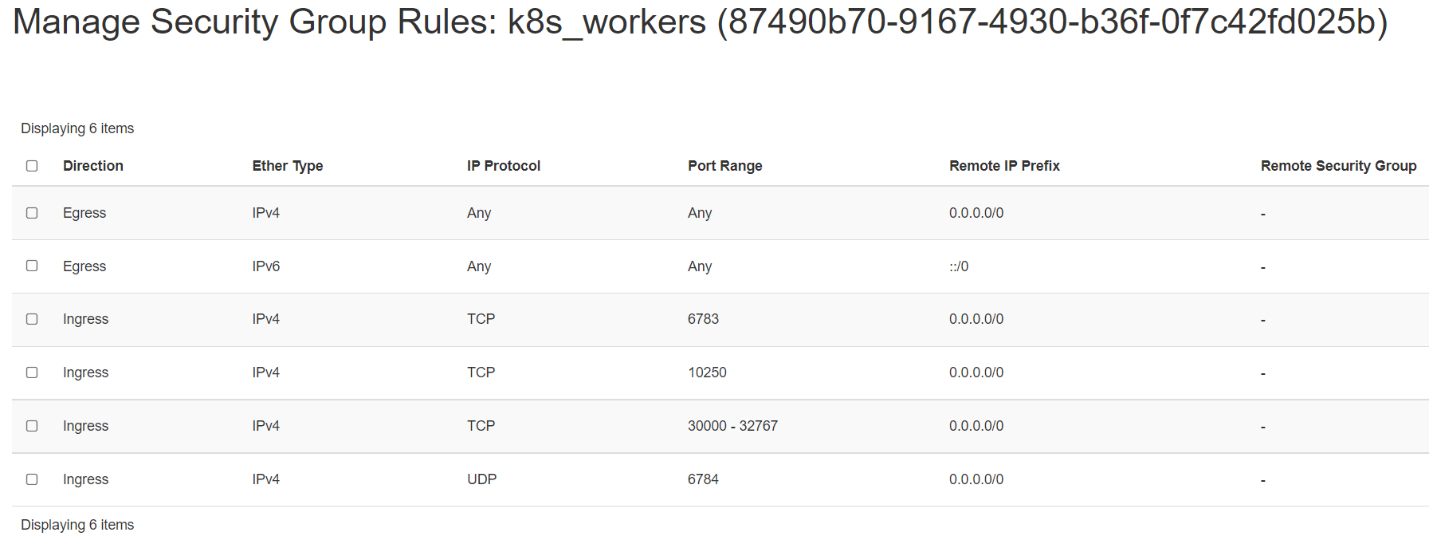 Manage Security Group Rules: k8s_workers (87490b70-9167-4930-b36f-0f7c42fd025b)
Displaying 6 items
Direction Ether Type IP Protocol Port Range Remote IP Prefix Remote Security Group
Egress IPv4 Any Any 0.0.0.0/0 -
Egress IPv6 Any Any ::/0 -
Ingress IPv4 TCP 6783 0.0.0.0/0 -
Ingress IPv4 TCP 10250 0.0.0.0/0 -
Ingress IPv4 TCP 30000 - 32767 0.0.0.0/0 -
Ingress IPv4 UDP 6784 0.0.0.0/0 -
Displaying 6 items